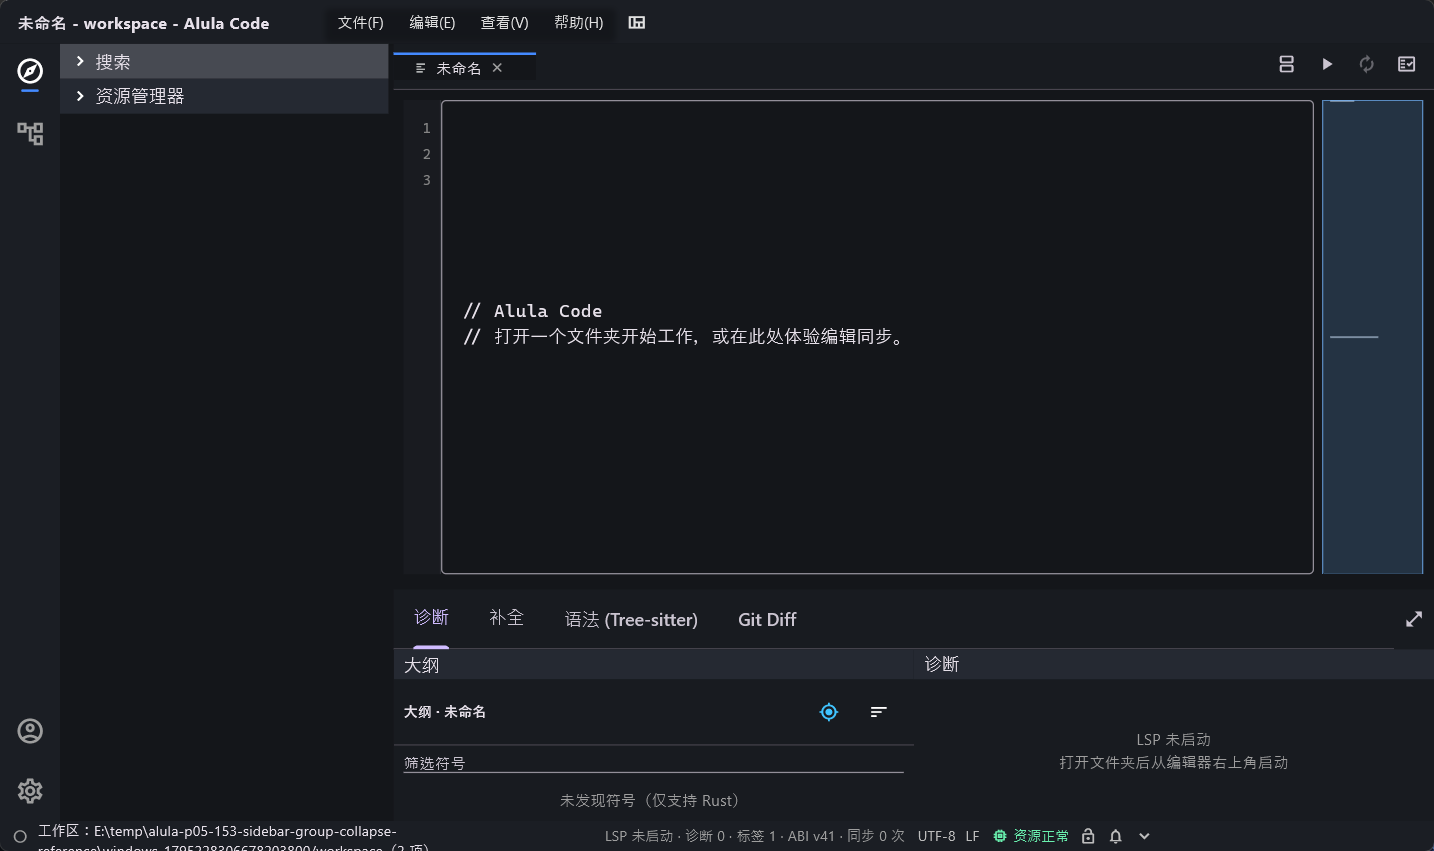 未命名 - workspace - Alula Code
文件(F) 编辑(E) 查看(V) 帮助(H)
搜索
资源管理器
未命名
1
2
3
// Alula Code
// 打开一个文件夹开始工作, 或在此处体验编辑同步。
诊断 补全 语法 (Tree-sitter) Git Diff
大纲
诊断
大纲 · 未命名
筛选符号
未发现符号（仅支持 Rust）
LSP 未启动
打开文件夹后从编辑器右上角启动
工作区：E:\temp\alula-p05-153-sidebar-group-collapse-
reference\windows-1795228306678203800/workspace（2 项）
LSP 未启动 · 诊断 0 · 标签 1 · ABI v41 · 同步 0 次 UTF-8 LF 资源正常